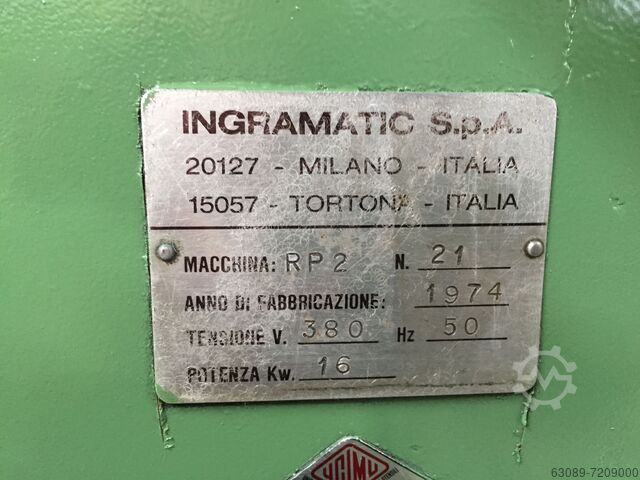 INGRAMATIC S.p.A.
20127 - MILANO - ITALIA
15057 - TORTONA - ITALIA
MACCHINA: RP2 N. 21
ANNO DI FABBRICAZIONE: 1974
TENSIONE V. 380 Hz 50
POTENZA Kw. 16
UCIMU
63089-7209000